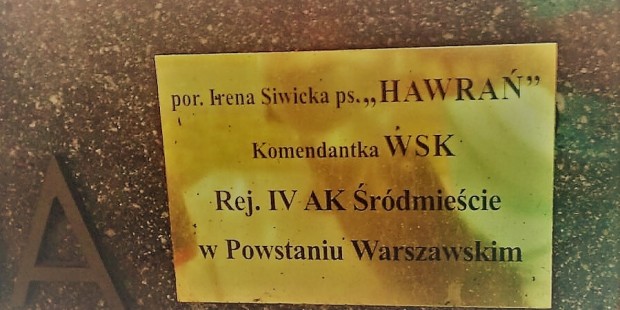 por. Irena Siwicka ps. „HAWRAŃ”
Komendantka WSK
Rej. IV AK Śródmieście
w Powstaniu Warszawskim
A